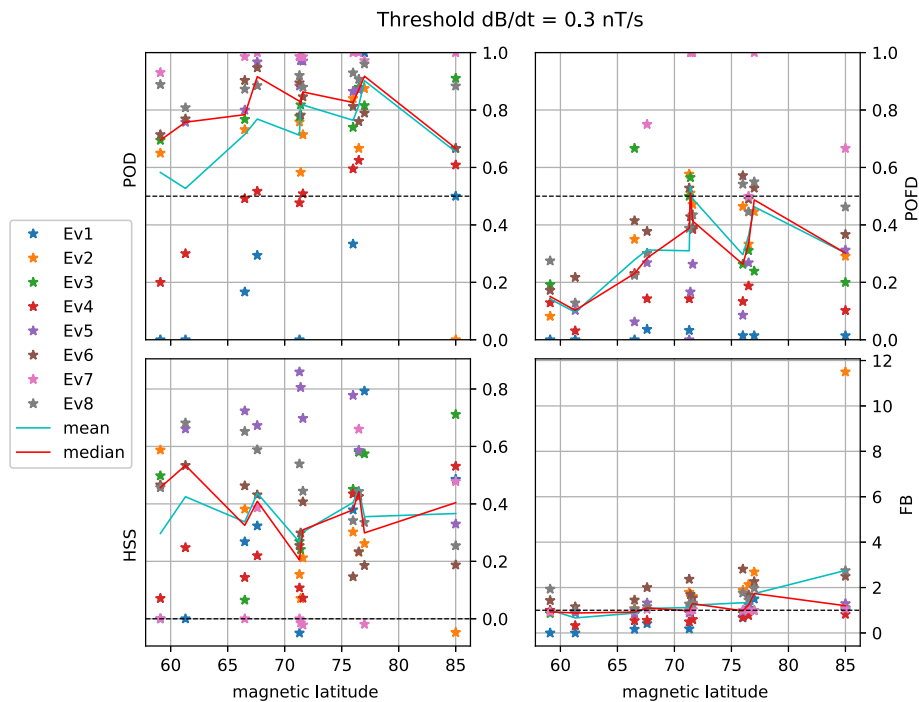 Threshold dB/dt = 0.3 nT/s
1.0
0.8
0.6
0.4
0.2
0.0
POD
1.0
0.8
0.6
0.4
0.2
0.0
POFD
Ev1
Ev2
Ev3
Ev4
Ev5
Ev6
Ev7
Ev8
mean
median
0.8
0.6
0.4
0.2
0.0
HSS
60 65 70 75 80 85
magnetic latitude
12
10
8
6
4
2
0
FB
60 65 70 75 80 85
magnetic latitude